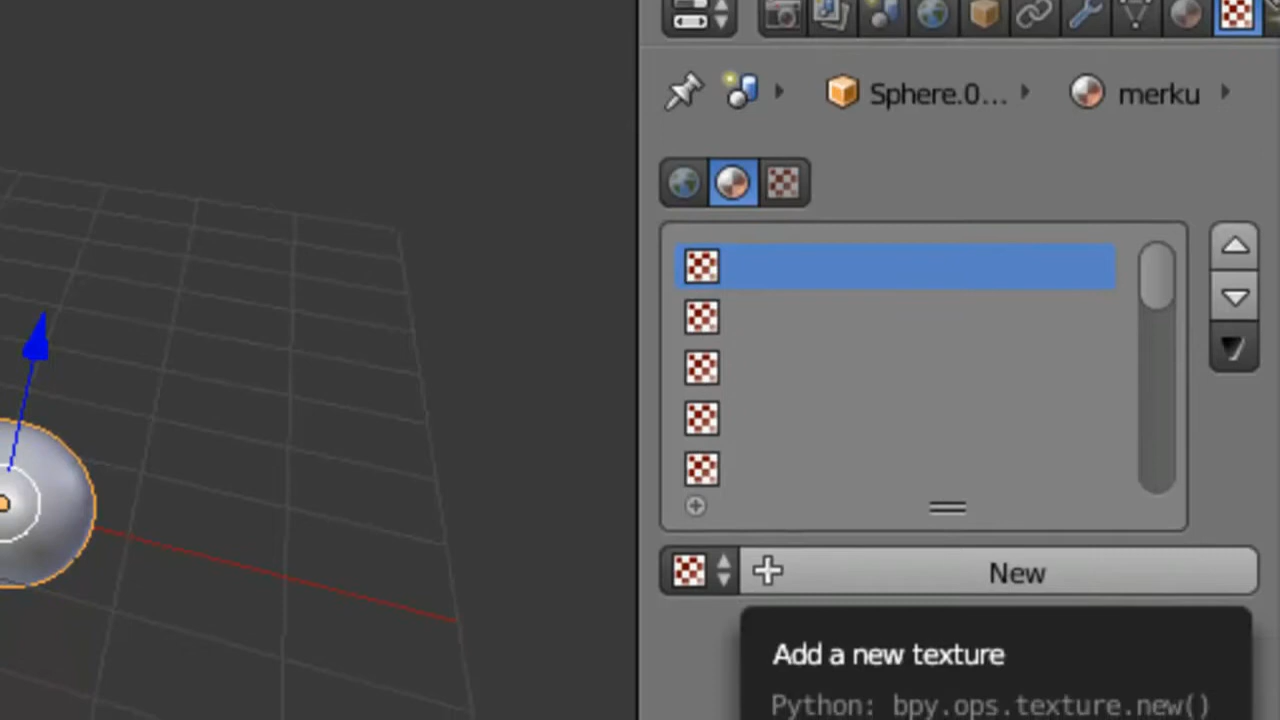 Sphere.0...
merku
New
Add a new texture
Python: bpy.ops.texture.new()